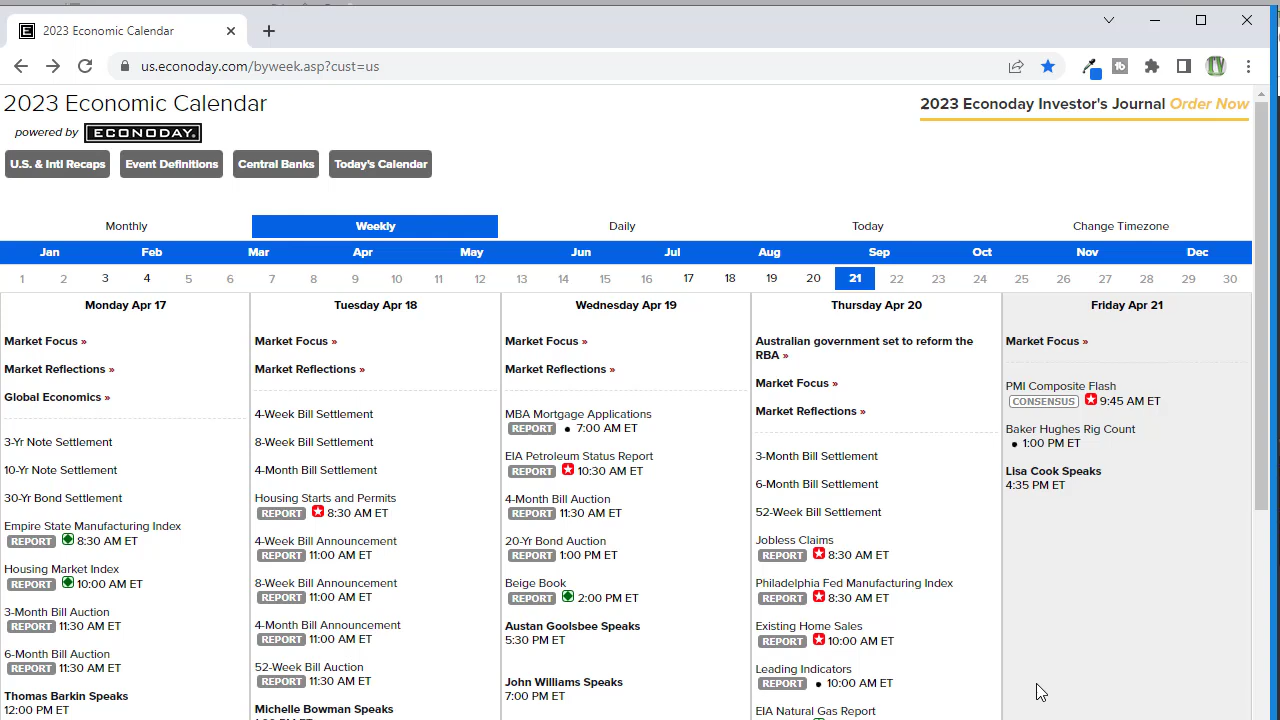 2023 Economic Calendar
us.econoday.com/byweek.asp?cust=us
2023 Economic Calendar
2023 Econoday Investor's Journal Order Now
powered by ECONODAY
U.S. & Intl Recaps Event Definitions Central Banks Today's Calendar
Monthly Weekly Daily Today Change Timezone
Jan Feb Mar Apr May Jun Jul Aug Sep Oct Nov Dec
1 2 3 4 5 6 7 8 9 10 11 12 13 14 15 16 17 18 19 20 21 22 23 24 25 26 27 28 29 30
Monday Apr 17
Market Focus »
Market Reflections »
Global Economics »
3-Yr Note Settlement
10-Yr Note Settlement
30-Yr Bond Settlement
Empire State Manufacturing Index
REPORT 8:30 AM ET
Housing Market Index
REPORT 10:00 AM ET
3-Month Bill Auction
REPORT 11:30 AM ET
6-Month Bill Auction
REPORT 11:30 AM ET
Thomas Barkin Speaks
12:00 PM ET
Tuesday Apr 18
Market Focus »
Market Reflections »
4-Week Bill Settlement
8-Week Bill Settlement
4-Month Bill Settlement
Housing Starts and Permits
REPORT 8:30 AM ET
4-Week Bill Announcement
REPORT 11:00 AM ET
8-Week Bill Announcement
REPORT 11:00 AM ET
4-Month Bill Announcement
REPORT 11:00 AM ET
52-Week Bill Auction
REPORT 11:30 AM ET
Michelle Bowman Speaks
Wednesday Apr 19
Market Focus »
Market Reflections »
MBA Mortgage Applications
REPORT • 7:00 AM ET
EIA Petroleum Status Report
REPORT 10:30 AM ET
4-Month Bill Auction
REPORT 11:30 AM ET
20-Yr Bond Auction
REPORT 1:00 PM ET
Beige Book
REPORT 2:00 PM ET
Austan Goolsbee Speaks
5:30 PM ET
John Williams Speaks
7:00 PM ET
Thursday Apr 20
Australian government set to reform the
RBA »
Market Focus »
Market Reflections »
3-Month Bill Settlement
6-Month Bill Settlement
52-Week Bill Settlement
Jobless Claims
REPORT 8:30 AM ET
Philadelphia Fed Manufacturing Index
REPORT 8:30 AM ET
Existing Home Sales
REPORT 10:00 AM ET
Leading Indicators
REPORT • 10:00 AM ET
EIA Natural Gas Report
Friday Apr 21
Market Focus »
PMI Composite Flash
CONSENSUS 9:45 AM ET
Baker Hughes Rig Count
• 1:00 PM ET
Lisa Cook Speaks
4:35 PM ET